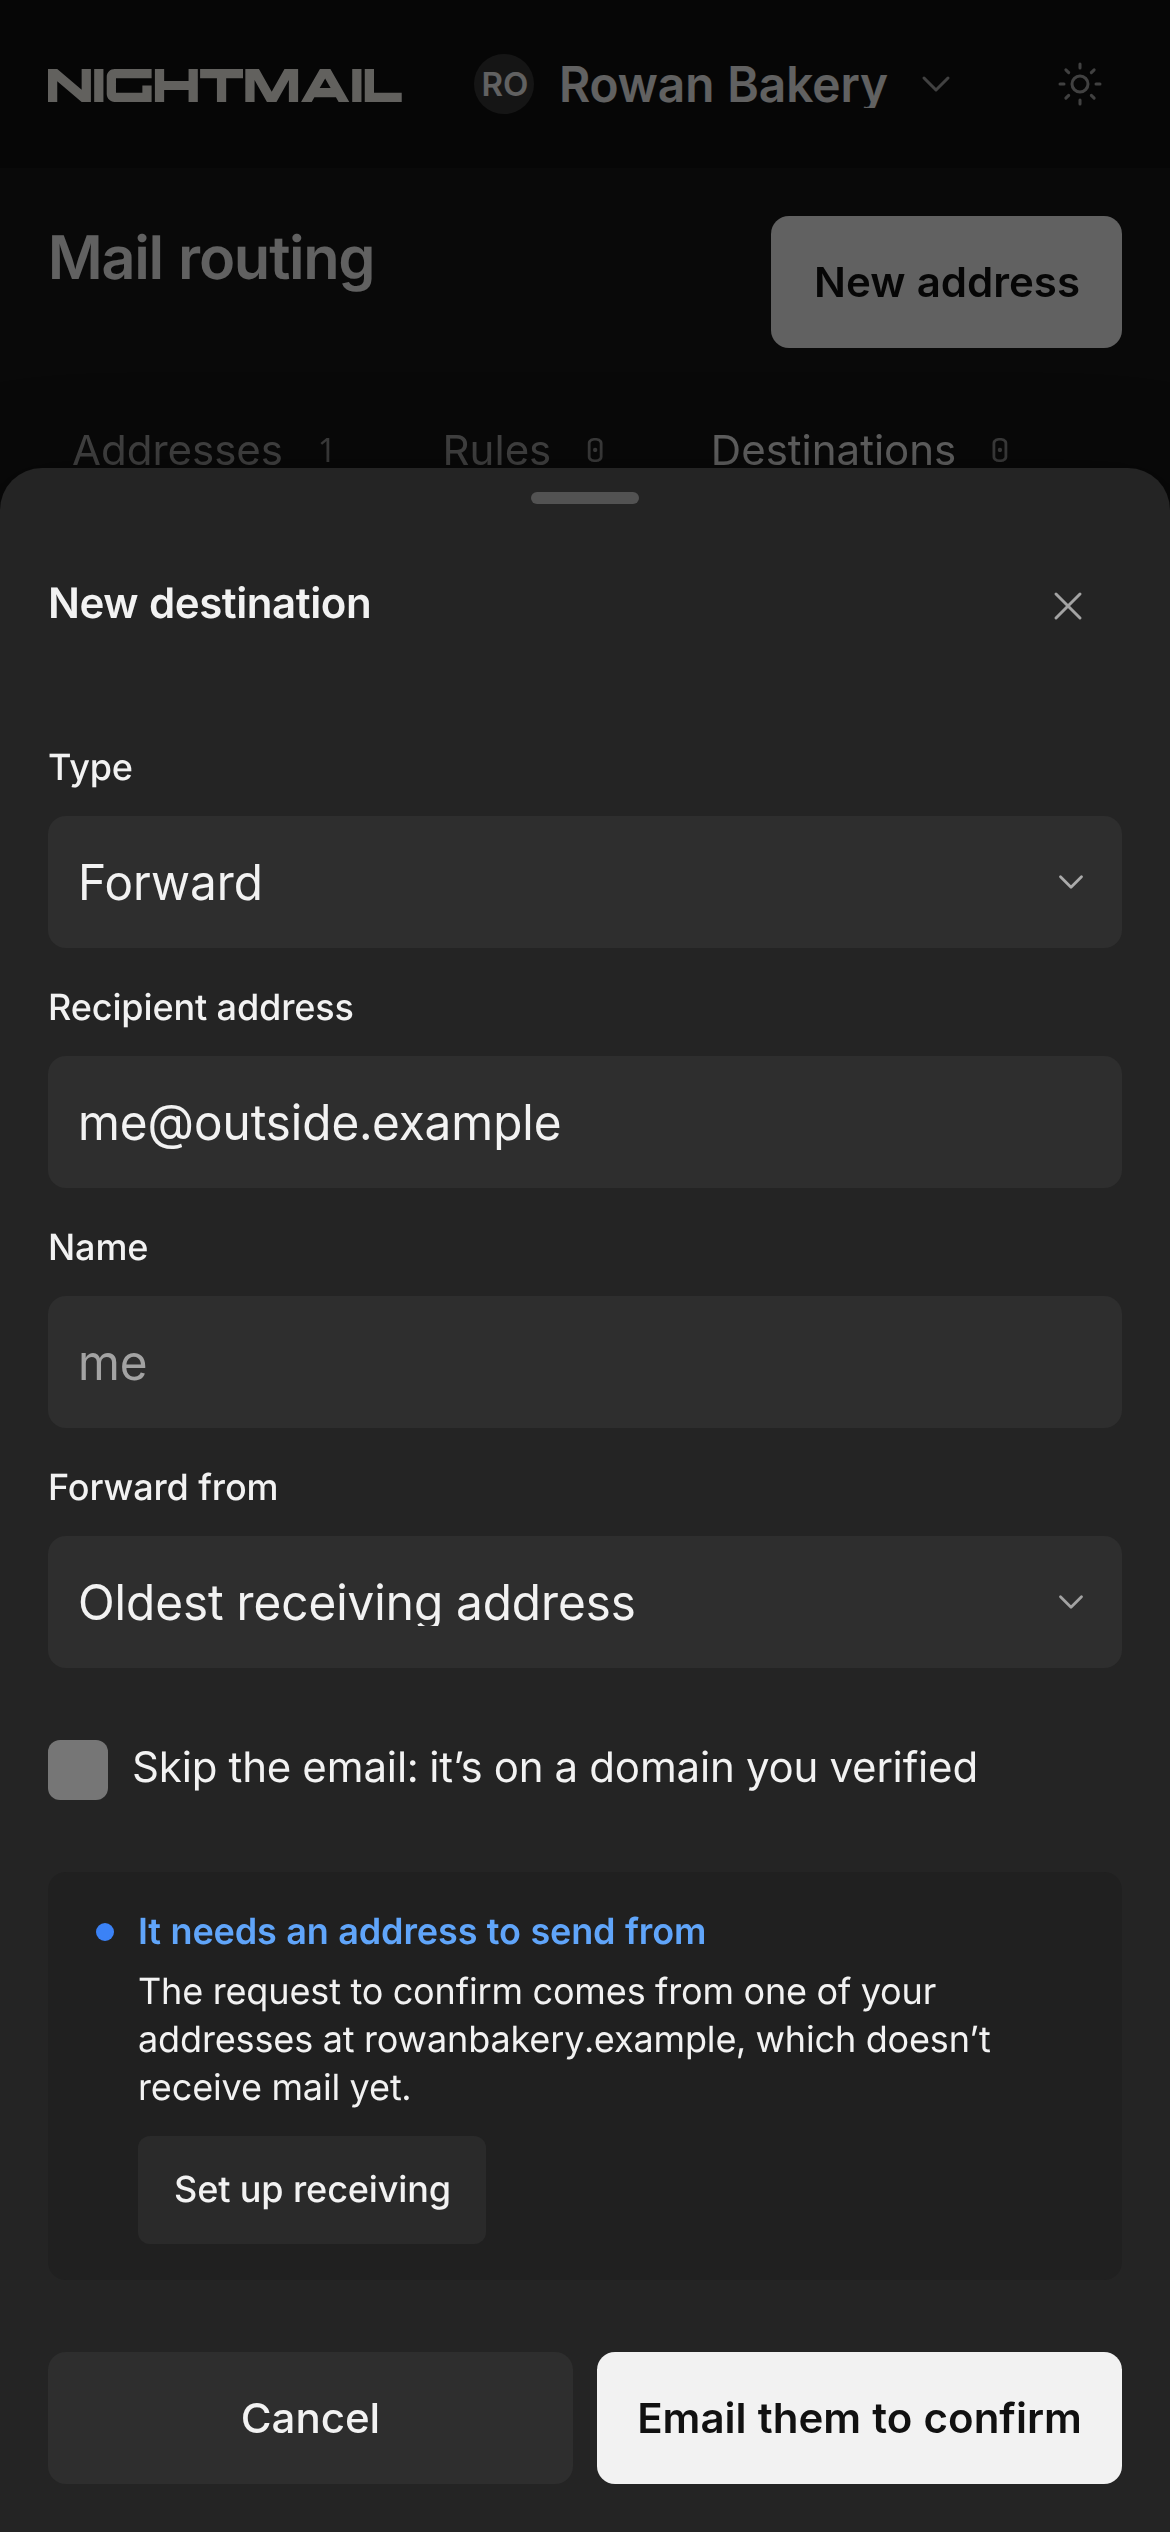 NIGHTMAIL
RO Rowan Bakery
Mail routing
New address
Addresses 1 Rules 0 Destinations 0
New destination
Type
Forward
Recipient address
me@outside.example
Name
me
Forward from
Oldest receiving address
Skip the email: it’s on a domain you verified
It needs an address to send from
The request to confirm comes from one of your
addresses at rowanbakery.example, which doesn’t
receive mail yet.
Set up receiving
Cancel
Email them to confirm